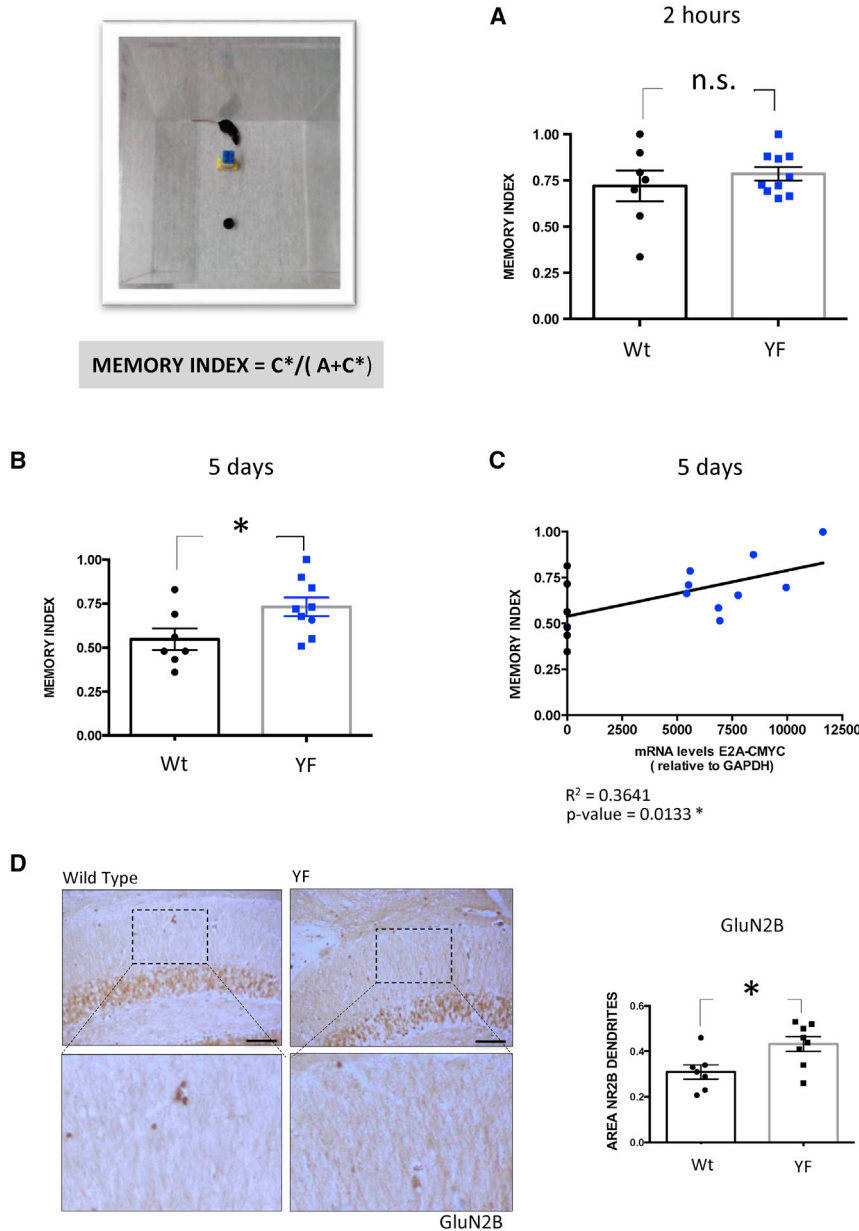 A
2 hours
n.s.
1.00
0.75
0.50
0.25
0.00
MEMORY INDEX
Wt
YF
MEMORY INDEX = C*/( A+C*)
B
5 days
*
1.00
0.75
0.50
0.25
0.00
MEMORY INDEX
Wt
YF
C
5 days
1.00
0.75
0.50
0.25
0.00
MEMORY INDEX
0
2500
5000
7500
10000
12500
mRNA levels E2A-CMYC
( relative to GAPDH)
R² = 0.3641
p-value = 0.0133 *
D
Wild Type
YF
GluN2B
GluN2B
*
0.6
0.4
0.2
0.0
AREA NR2B DENDRITES
Wt
YF